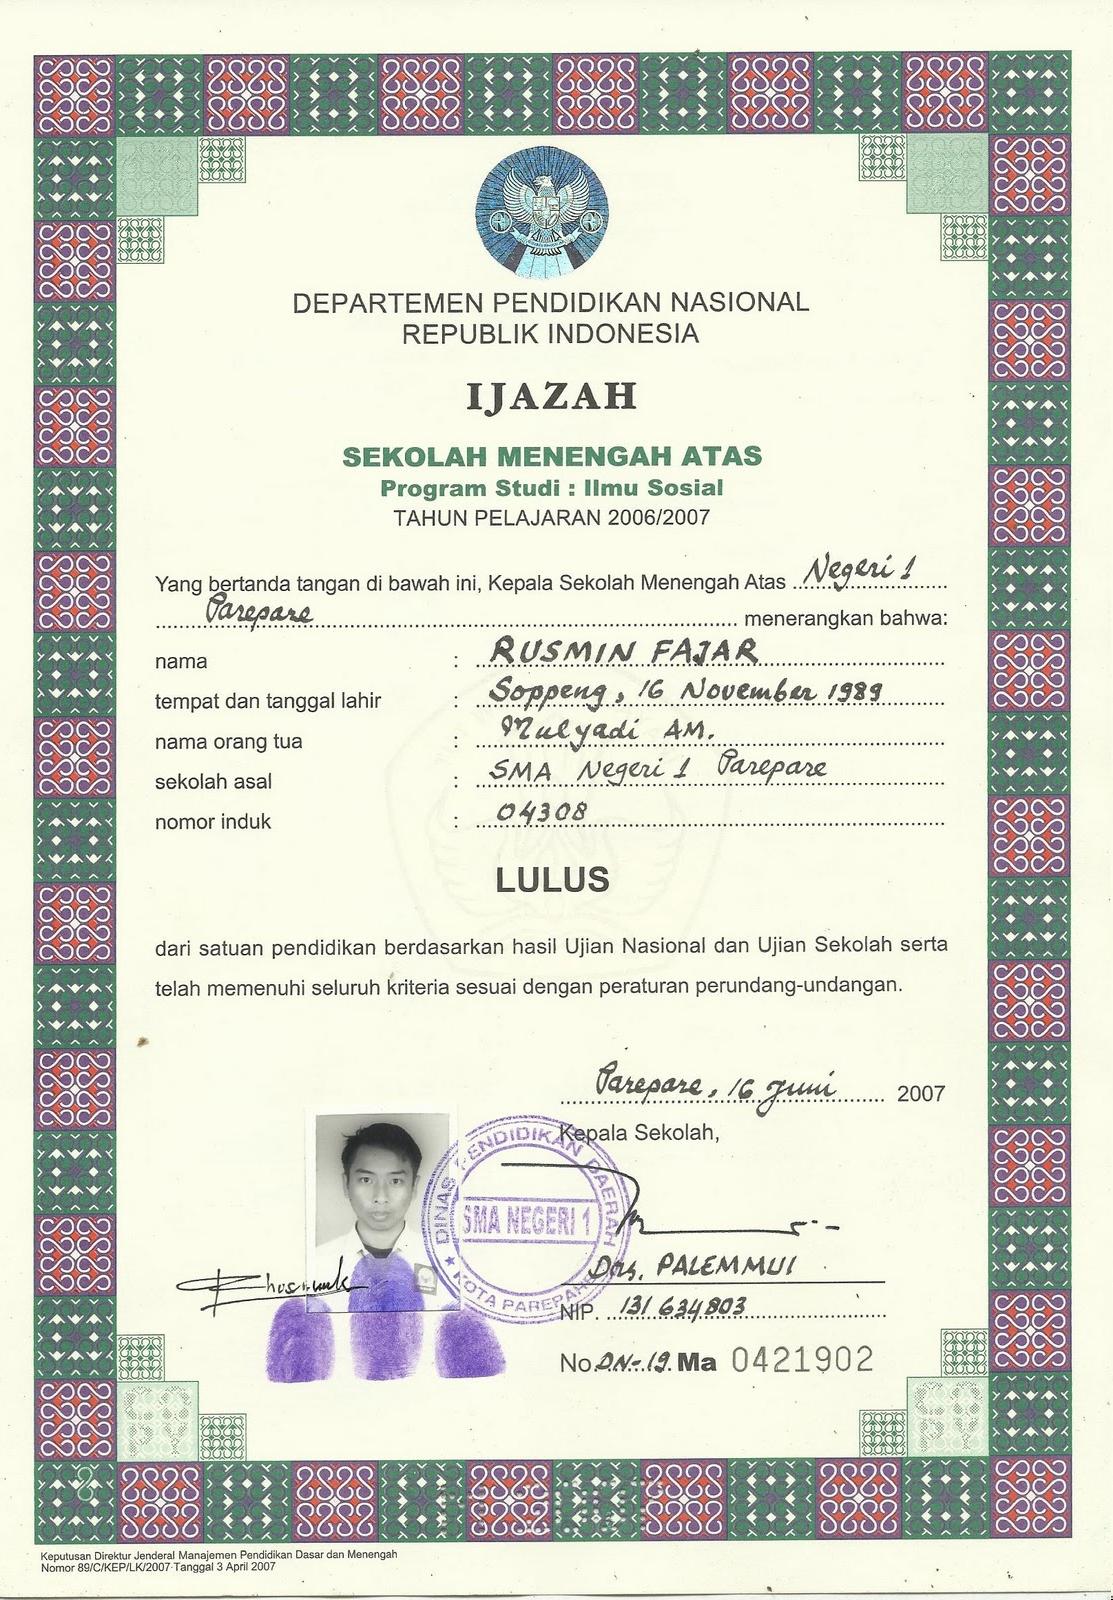 DEPARTEMEN PENDIDIKAN NASIONAL
REPUBLIK INDONESIA
IJAZAH
SEKOLAH MENENGAH ATAS
Program Studi : Ilmu Sosial
TAHUN PELAJARAN 2006/2007
Yang bertanda tangan di bawah ini, Kepala Sekolah Menengah Atas Negeri 1
Parepare menerangkan bahwa:
nama : RUSMIN FAJAR
tempat dan tanggal lahir : Soppeng, 16 November 1989
nama orang tua : Mulyadi AM.
sekolah asal : SMA Negeri 1 Parepare
nomor induk : 04308
LULUS
dari satuan pendidikan berdasarkan hasil Ujian Nasional dan Ujian Sekolah serta
telah memenuhi seluruh kriteria sesuai dengan peraturan perundang-undangan.
Parepare, 16 Juni 2007
Kepala Sekolah,
DINAS PENDIDIKAN DAERAH
SMA NEGERI 1
KOTA PAREPARE
Drs. PALEMMUI
NIP. 131 634 803
No. DN-19 Ma 0421902
COPY
COPY
Keputusan Direktur Jenderal Manajemen Pendidikan Dasar dan Menengah
Nomor 89/C/KEP/LK/2007 Tanggal 3 April 2007